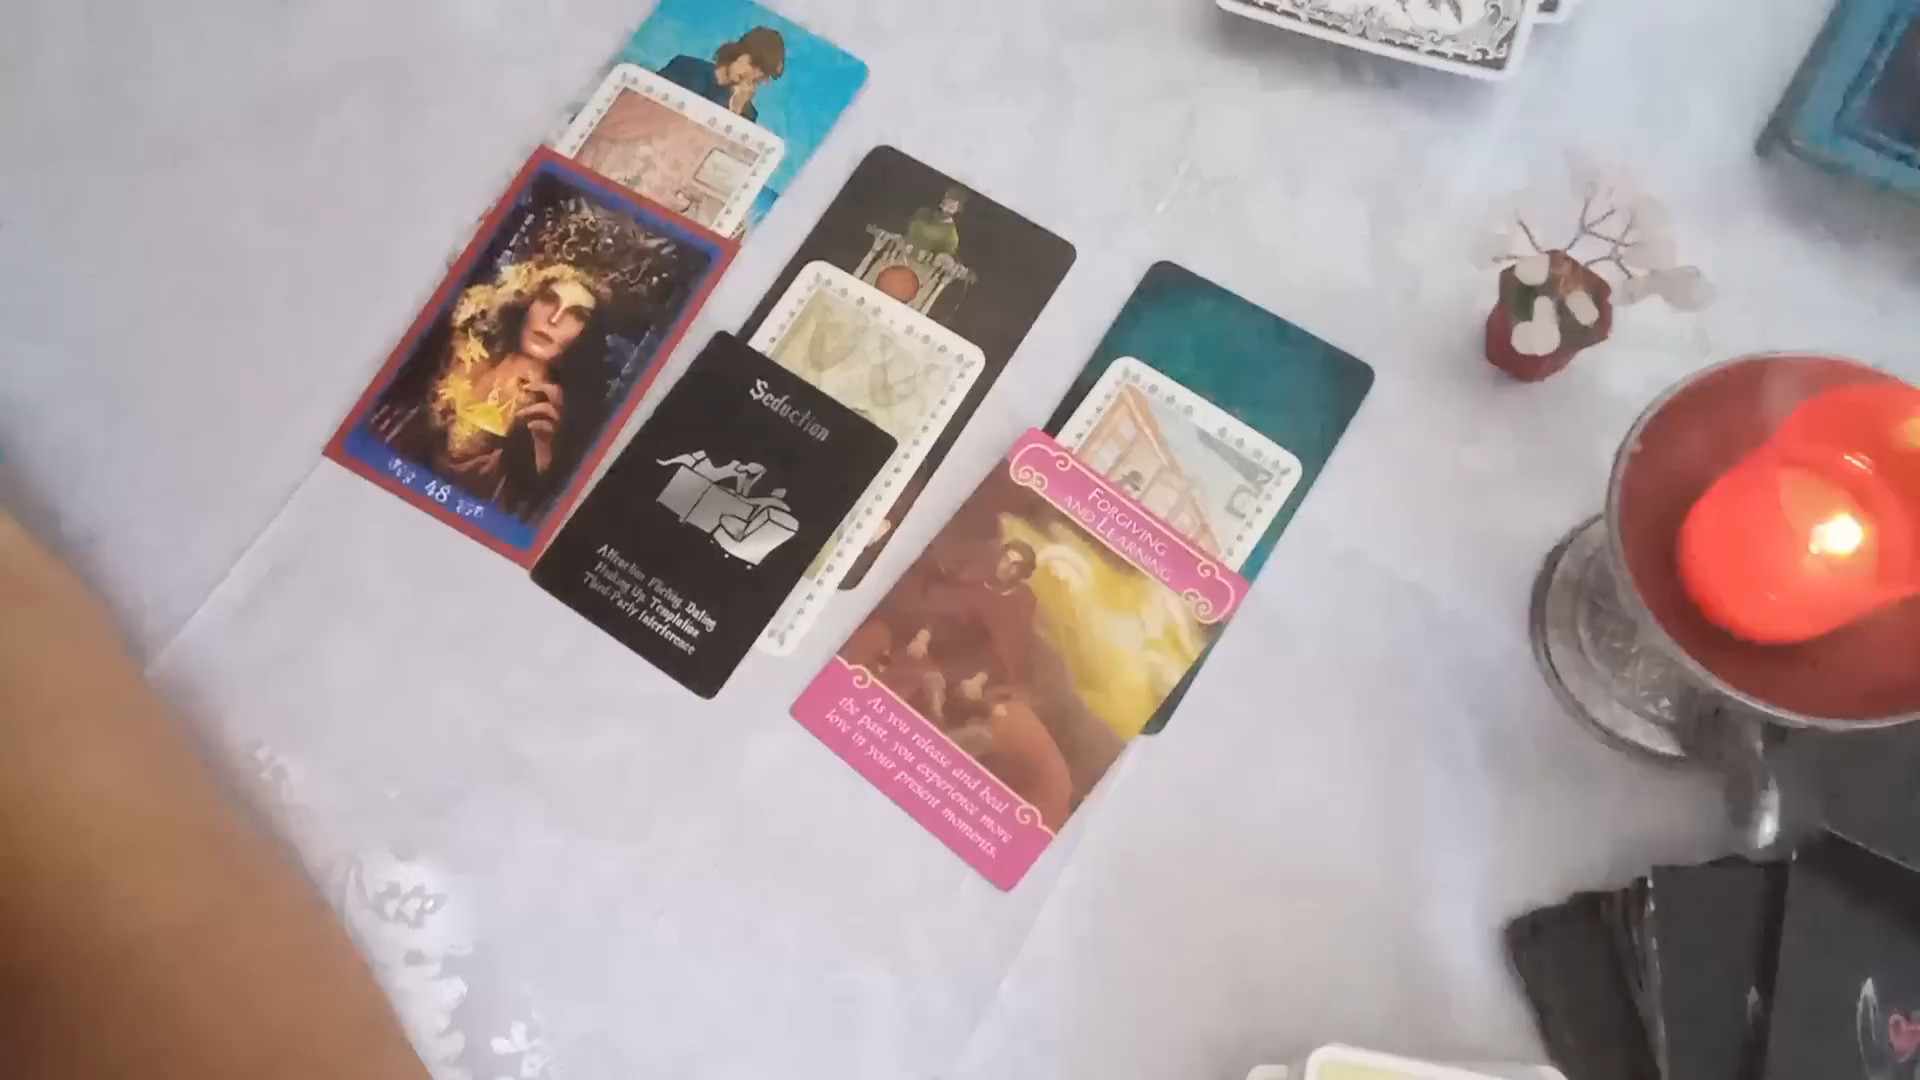 48
Seduction
Attraction, Flirting, Dating
Hooking Up, Temptation
Third-Party Interference
FORGIVING
AND LEARNING
As you release and heal
the past, you experience more
love in your present moments.